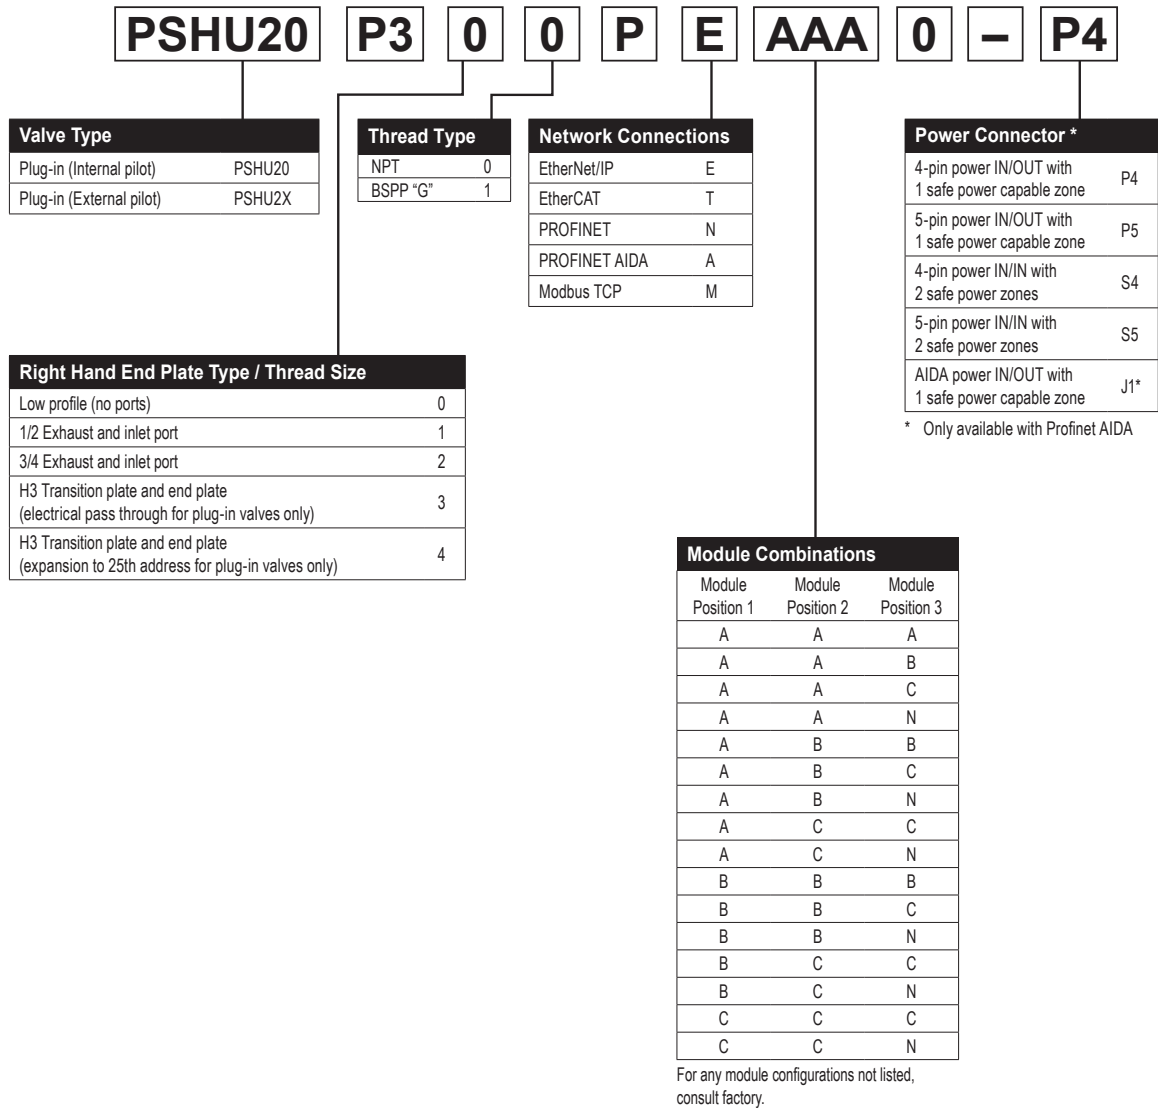 PSHU20 P3 0 0 P E AAA 0 – P4
Valve Type
Plug-in (Internal pilot) PSHU20
Plug-in (External pilot) PSHU2X
Thread Type
NPT 0
BSPP “G” 1
Network Connections
EtherNet/IP E
EtherCAT T
PROFINET N
PROFINET AIDA A
Modbus TCP M
Power Connector *
4-pin power IN/OUT with
1 safe power capable zone P4
5-pin power IN/OUT with
1 safe power capable zone P5
4-pin power IN/IN with
2 safe power zones S4
5-pin power IN/IN with
2 safe power zones S5
AIDA power IN/OUT with
1 safe power capable zone J1*
* Only available with Profinet AIDA
Right Hand End Plate Type / Thread Size
Low profile (no ports) 0
1/2 Exhaust and inlet port 1
3/4 Exhaust and inlet port 2
H3 Transition plate and end plate
(electrical pass through for plug-in valves only) 3
H3 Transition plate and end plate
(expansion to 25th address for plug-in valves only) 4
Module Combinations
Module Module Module
Position 1 Position 2 Position 3
A A A
A A B
A A C
A A N
A B B
A B C
A B N
A C C
A C N
B B B
B B C
B B N
B C C
B C N
C C C
C C N
For any module configurations not listed,
consult factory.